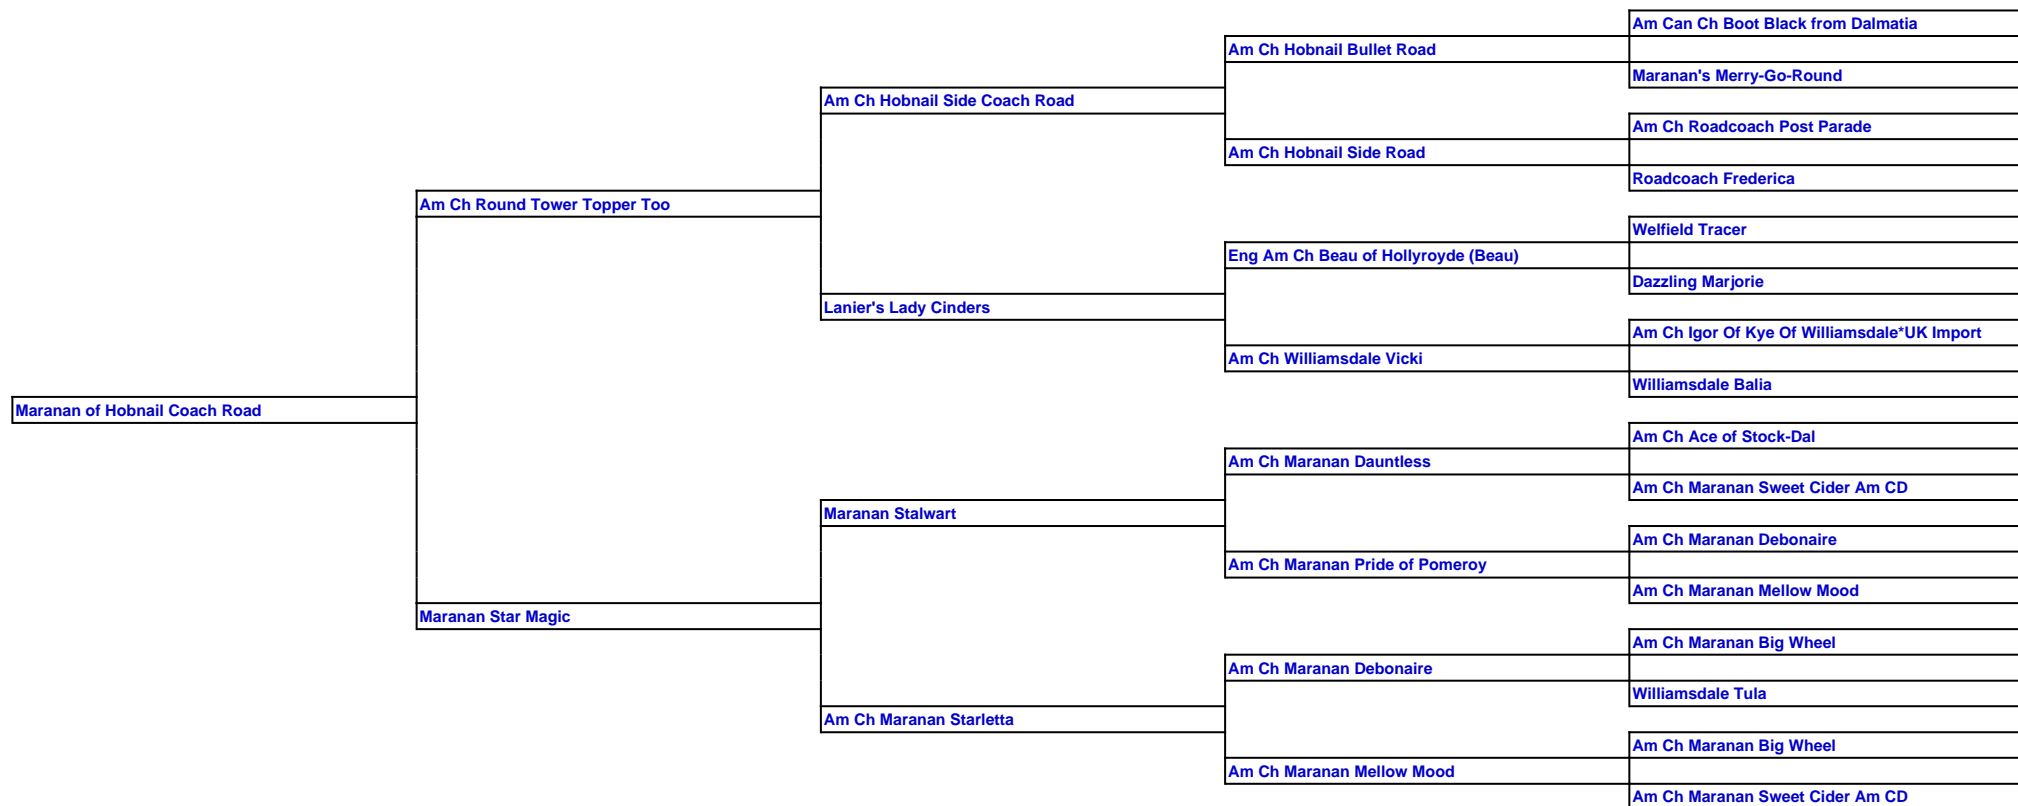 Am Can Ch Boot Black from Dalmatia
Am Ch Hobnail Bullet Road
Maranan's Merry-Go-Round
Am Ch Hobnail Side Coach Road
Am Ch Roadcoach Post Parade
Am Ch Hobnail Side Road
Roadcoach Frederica
Am Ch Round Tower Topper Too
Welfield Tracer
Eng Am Ch Beau of Hollyroyde (Beau)
Dazzling Marjorie
Lanier's Lady Cinders
Am Ch Igor Of Kye Of Williamsdale*UK Import
Am Ch Williamsdale Vicki
Williamsdale Balia
Maranan of Hobnail Coach Road
Am Ch Ace of Stock-Dal
Am Ch Maranan Dauntless
Am Ch Maranan Sweet Cider Am CD
Maranan Stalwart
Am Ch Maranan Debonaire
Am Ch Maranan Pride of Pomeroy
Am Ch Maranan Mellow Mood
Maranan Star Magic
Am Ch Maranan Big Wheel
Am Ch Maranan Debonaire
Williamsdale Tula
Am Ch Maranan Starletta
Am Ch Maranan Big Wheel
Am Ch Maranan Mellow Mood
Am Ch Maranan Sweet Cider Am CD